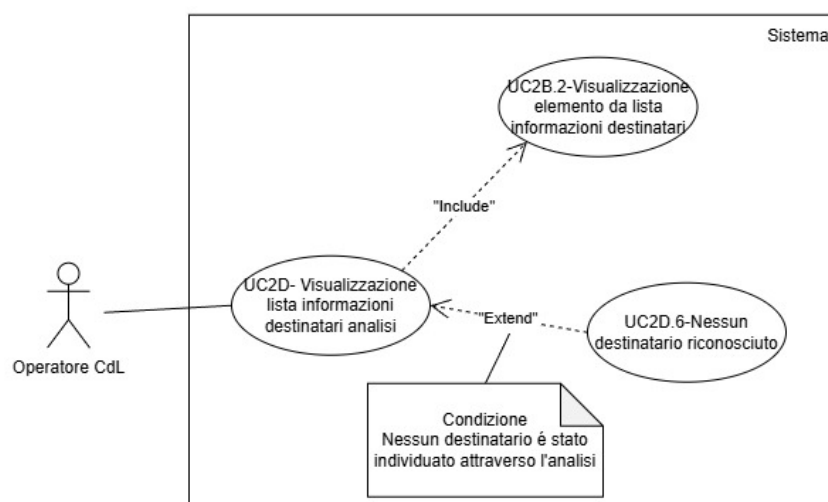 Sistema
UC2B.2-Visualizzazione
elemento da lista
informazioni destinatari
"Include"
UC2D- Visualizzazione
lista informazioni
destinatari analisi
"Extend"
UC2D.6-Nessun
destinatario riconosciuto
Operatore CdL
Condizione
Nessun destinatario é stato
individuato attraverso l'analisi